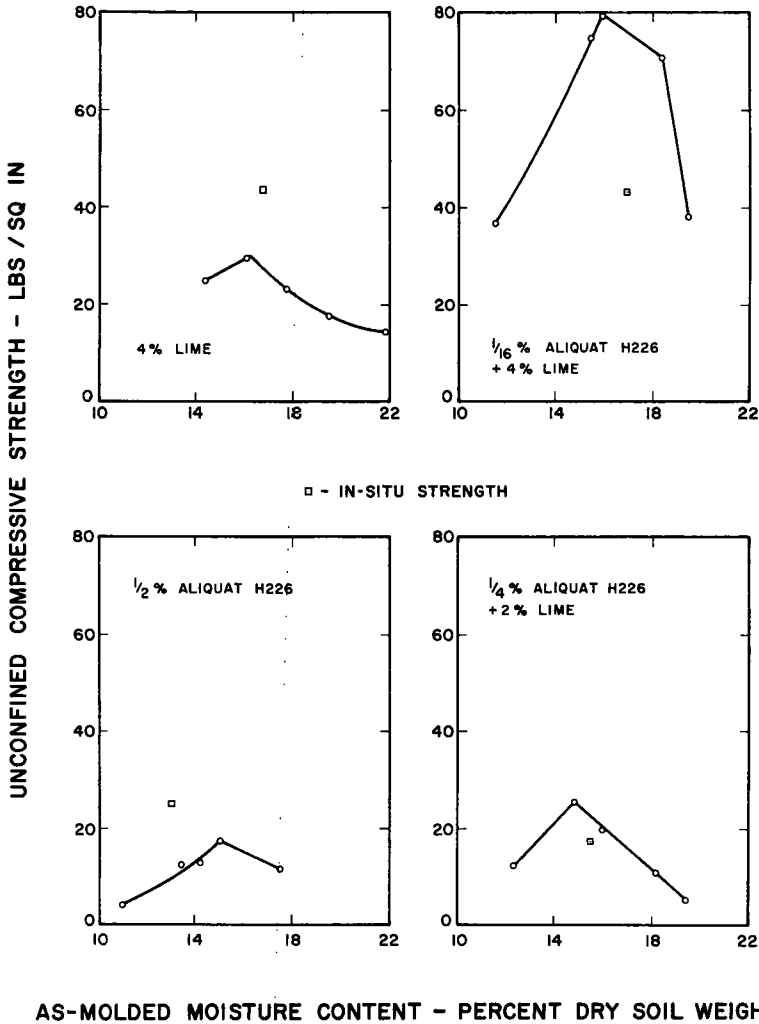 UNCONFINED COMPRESSIVE STRENGTH - LBS / SQ IN
80
60
40
20
0
4% LIME
10 14 18 22
80
60
40
20
0
1/16 % ALIQUAT H226
+ 4% LIME
10 14 18 22
□ - IN-SITU STRENGTH
80
60
40
20
0
1/2 % ALIQUAT H226
10 14 18 22
80
60
40
20
0
1/4 % ALIQUAT H226
+ 2% LIME
10 14 18 22
AS-MOLDED MOISTURE CONTENT - PERCENT DRY SOIL WEIGH